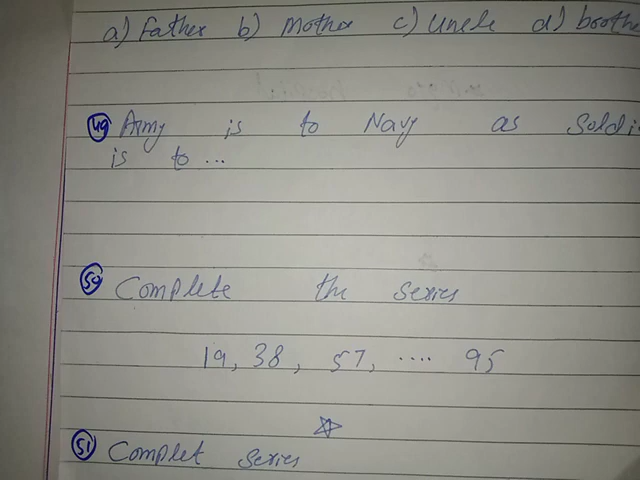 a) Father b) Mother c) Uncle d) brothe
49 Army is to Navy as Soldi
is to ...
50 Complete the series
19, 38, 57, .... 95
51 Complet series